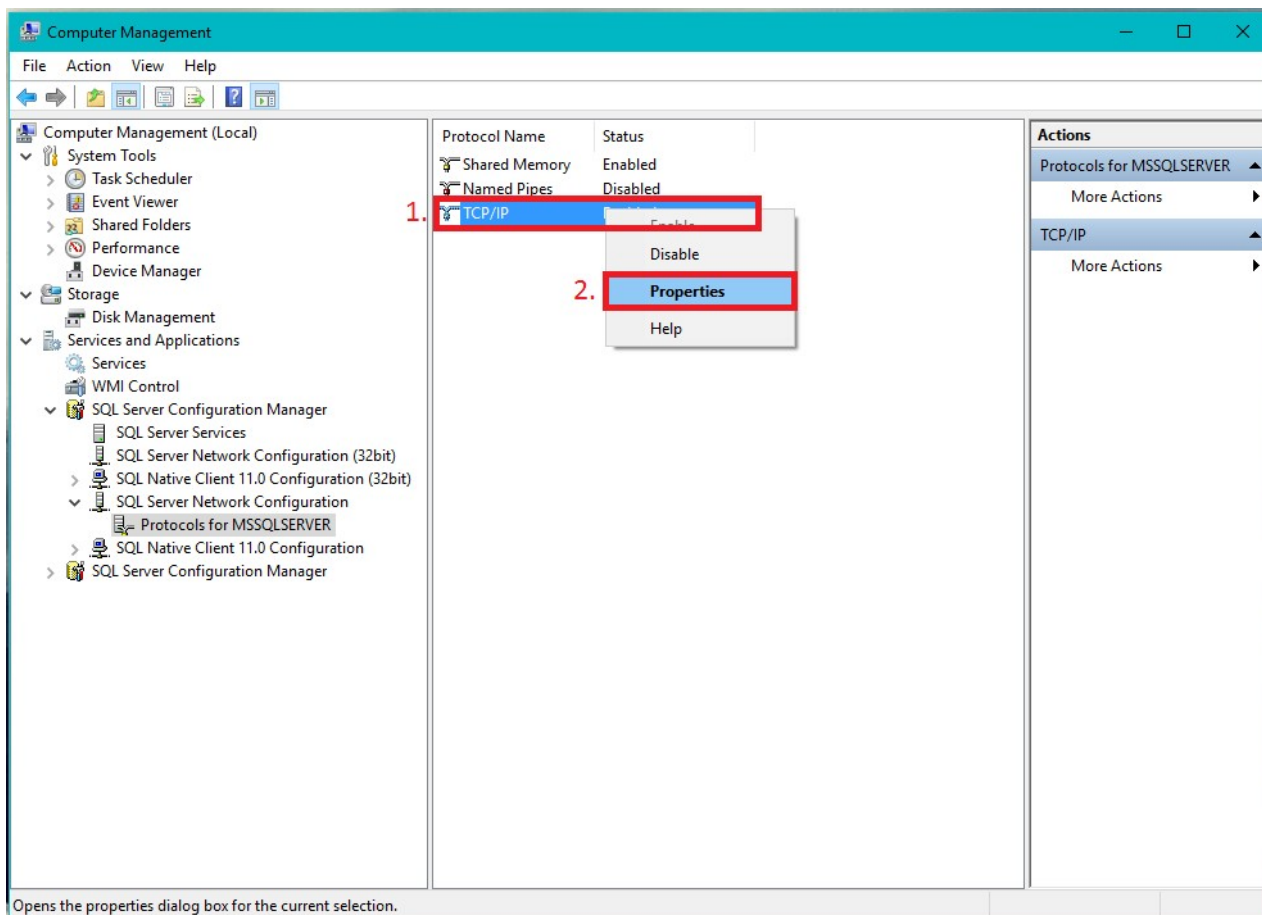 Computer Management
File Action View Help
Computer Management (Local)
System Tools
Task Scheduler
Event Viewer
Shared Folders
Performance
Device Manager
Storage
Disk Management
Services and Applications
Services
WMI Control
SQL Server Configuration Manager
SQL Server Services
SQL Server Network Configuration (32bit)
SQL Native Client 11.0 Configuration (32bit)
SQL Server Network Configuration
Protocols for MSSQLSERVER
SQL Native Client 11.0 Configuration
SQL Server Configuration Manager
Protocol Name Status
Shared Memory Enabled
Named Pipes Disabled
1. TCP/IP
Enable
Disable
2. Properties
Help
Actions
Protocols for MSSQLSERVER
More Actions
TCP/IP
More Actions
Opens the properties dialog box for the current selection.